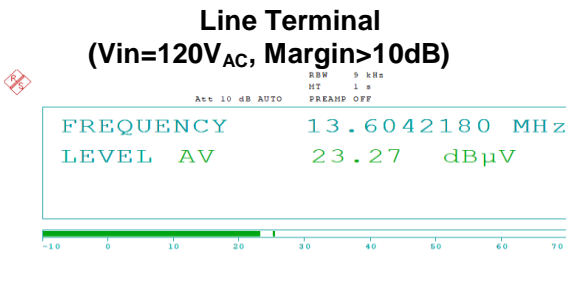 Line Terminal
(Vin=120VAC, Margin>10dB)
RBW 9 kHz
MT 1 s
Att 10 dB AUTO PREAMP OFF
FREQUENCY 13.6042180 MHz
LEVEL AV 23.27 dBµV
-10 0 10 20 30 40 50 60 70